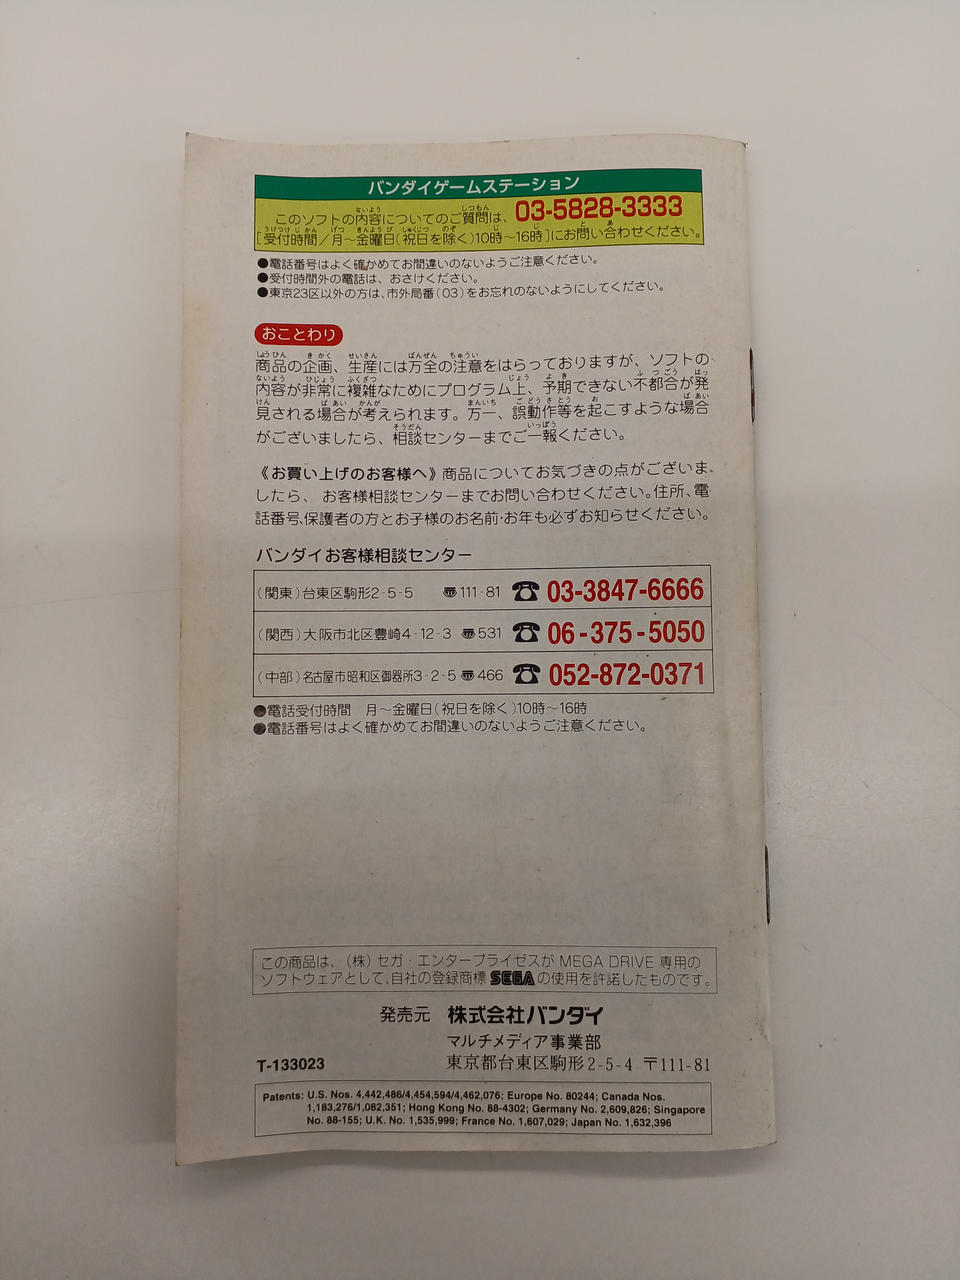 バンダイゲームステーション
このソフトの内容についてのご質問は、03-5828-3333
[受付時間/月〜金曜日(祝日を除く)10時〜16時]にお問い合わせください。
●電話番号はよく確かめてお間違いのないようご注意ください。
●受付時間外の電話は、おさけください。
●東京23区以外の方は、市外局番(03)をお忘れのないようにしてください。
おことわり
商品の企画、生産には万全の注意をはらっておりますが、ソフトの
内容が非常に複雑なためにプログラム上、予期できない不都合が発
見される場合が考えられます。万一、誤動作等を起こすような場合
がございましたら、相談センターまでご一報ください。
《お買い上げのお客様へ》商品についてお気づきの点がございま
したら、お客様相談センターまでお問い合わせください。住所、電
話番号、保護者の方とお子様のお名前·お年も必ずお知らせください。
バンダイお客様相談センター
(関東)台東区駒形2-5-5 〠111-81 ☎03-3847-6666
(関西)大阪市北区豊崎4-12-3 〠531 ☎06-375-5050
(中部)名古屋市昭和区御器所3-2-5 〠466 ☎052-872-0371
●電話受付時間 月〜金曜日(祝日を除く)10時〜16時
●電話番号はよく確かめてお間違いのないようご注意ください。
この商品は、(株)セガ・エンタープライゼスが MEGA DRIVE 専用の
ソフトウェアとして、自社の登録商標 SEGA の使用を許諾したものです。
発売元 株式会社バンダイ
マルチメディア事業部
T-133023 東京都台東区駒形2-5-4 〒111-81
Patents: U.S. Nos. 4,442,486/4,454,594/4,462,076; Europe No. 80244; Canada Nos.
1,183,276/1,082,351; Hong Kong No. 88-4302; Germany No. 2,609,826; Singapore
No. 88-155; U.K. No. 1,535,999; France No. 1,607,029; Japan No. 1,632,396